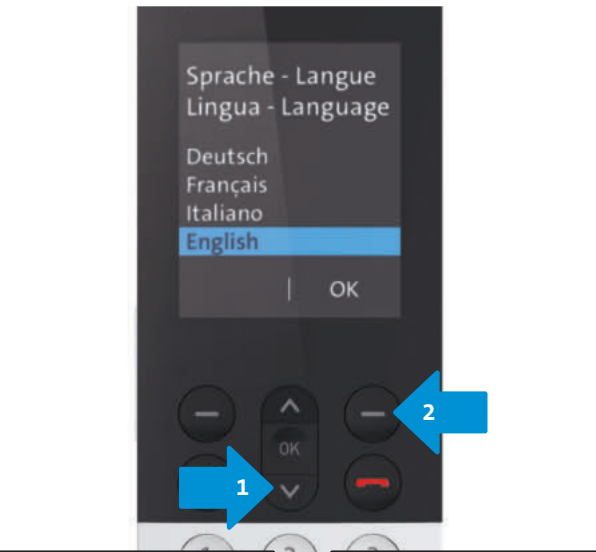 Sprache - Langue
Lingua - Language
Deutsch
Français
Italiano
English
| OK
2
OK
1